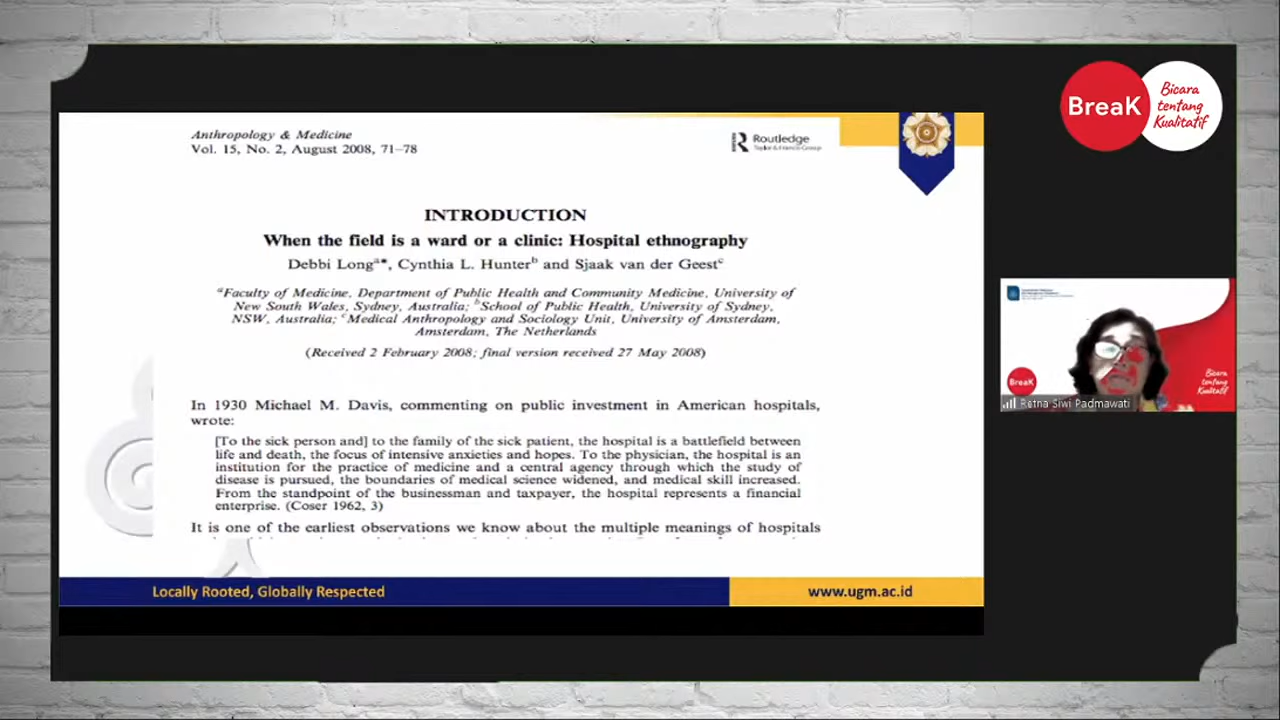 BreaK
Bicara
tentang
Kualitatif
Anthropology & Medicine
Vol. 15, No. 2, August 2008, 71–78
Routledge
Taylor & Francis Group
INTRODUCTION
When the field is a ward or a clinic: Hospital ethnography
Debbi Longᵃ*, Cynthia L. Hunterᵇ and Sjaak van der Geestᶜ
ᵃFaculty of Medicine, Department of Public Health and Community Medicine, University of
New South Wales, Sydney, Australia; ᵇSchool of Public Health, University of Sydney,
NSW, Australia; ᶜMedical Anthropology and Sociology Unit, University of Amsterdam,
Amsterdam, The Netherlands
(Received 2 February 2008; final version received 27 May 2008)
In 1930 Michael M. Davis, commenting on public investment in American hospitals,
wrote:
[To the sick person and] to the family of the sick patient, the hospital is a battlefield between
life and death, the focus of intensive anxieties and hopes. To the physician, the hospital is an
institution for the practice of medicine and a central agency through which the study of
disease is pursued, the boundaries of medical science widened, and medical skill increased.
From the standpoint of the businessman and taxpayer, the hospital represents a financial
enterprise. (Coser 1962, 3)
It is one of the earliest observations we know about the multiple meanings of hospitals
Locally Rooted, Globally Respected
www.ugm.ac.id
BreaK
Bicara
tentang
Kualitatif
Retna Siwi Padmawati